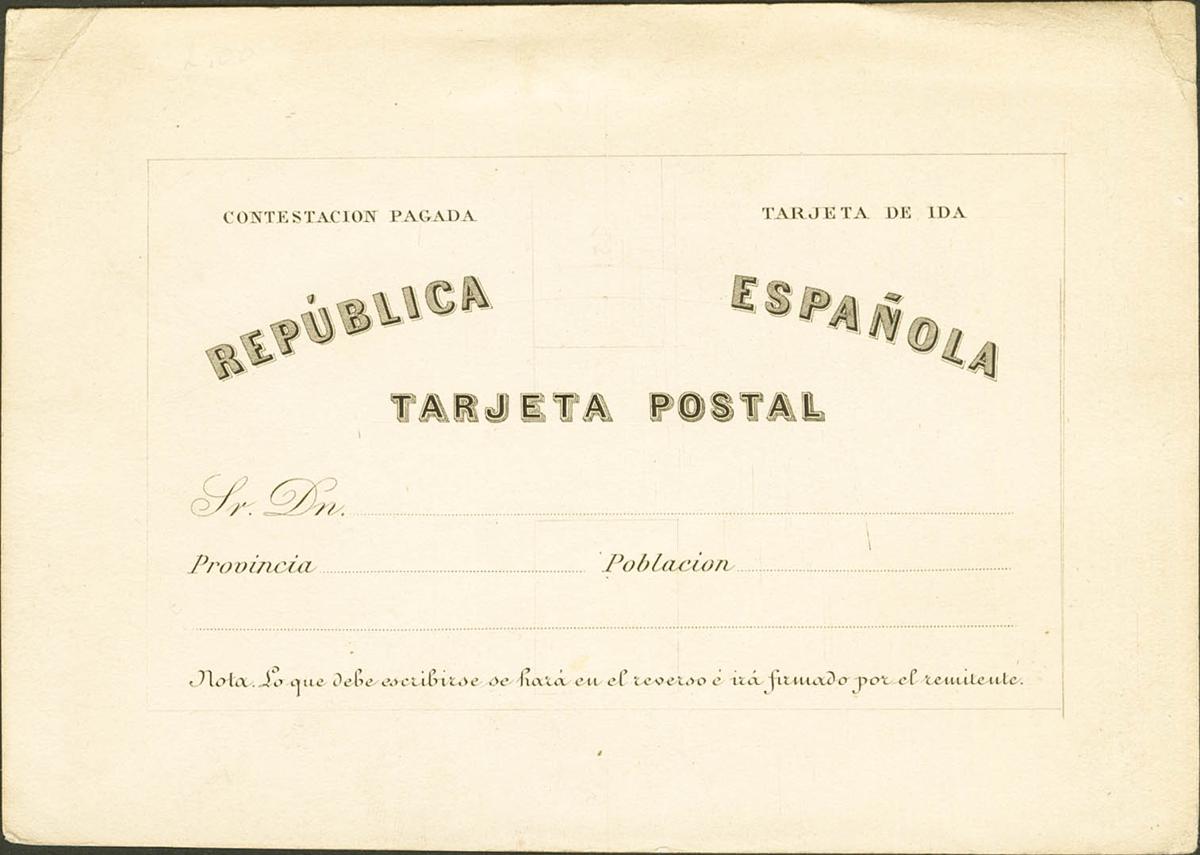 CONTESTACION PAGADA
TARJETA DE IDA
REPÚBLICA ESPAÑOLA
TARJETA POSTAL
Sr. Dn.
Provincia Poblacion
Nota. Lo que debe escribirse se hará en el reverso é irá firmado por el remitente.